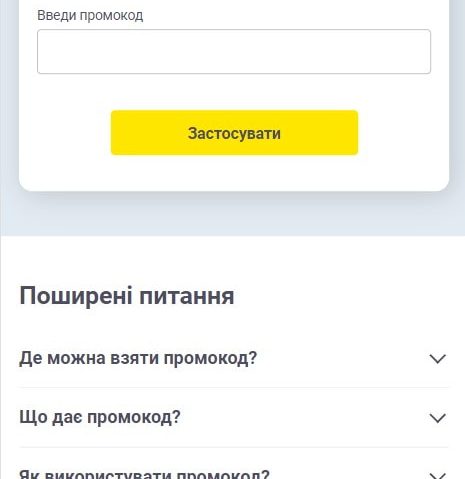 Введи промокод
Застосувати
Поширені питання
Де можна взяти промокод?
Що дає промокод?
Як використувати промокод?